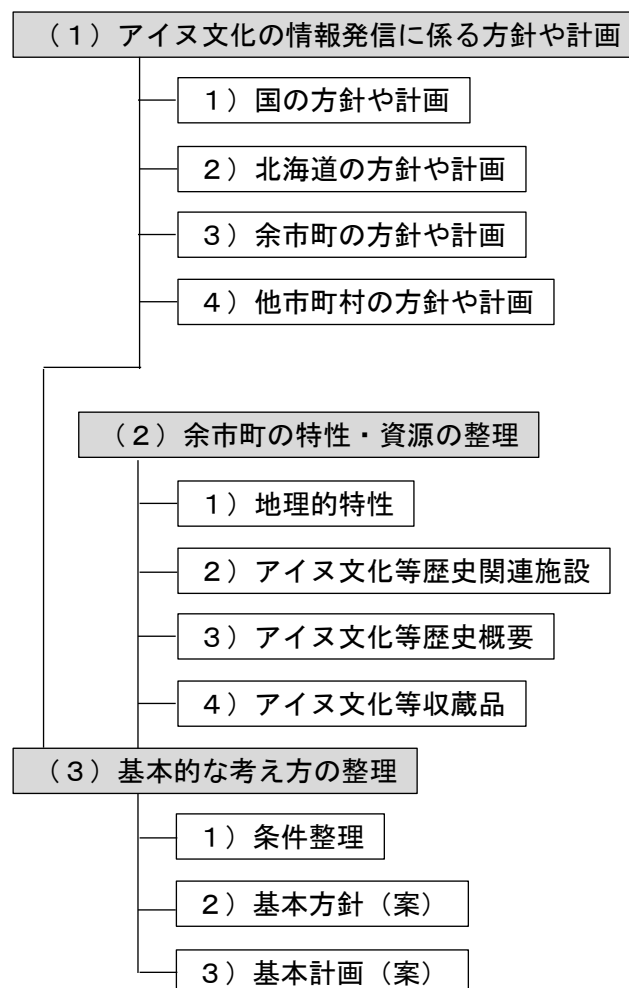 （１）アイヌ文化の情報発信に係る方針や計画
１）国の方針や計画
２）北海道の方針や計画
３）余市町の方針や計画
４）他市町村の方針や計画
（２）余市町の特性・資源の整理
１）地理的特性
２）アイヌ文化等歴史関連施設
３）アイヌ文化等歴史概要
４）アイヌ文化等収蔵品
（３）基本的な考え方の整理
１）条件整理
２）基本方針（案）
３）基本計画（案）